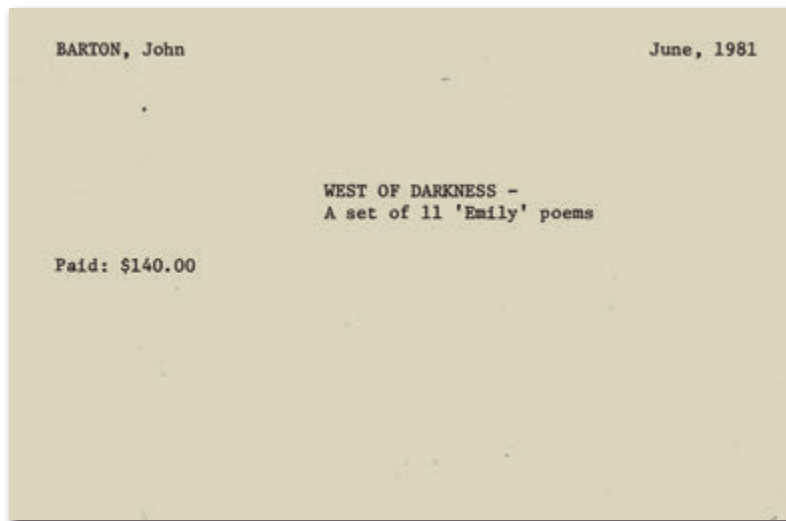 BARTON, John
June, 1981
WEST OF DARKNESS -
A set of 11 'Emily' poems
Paid: $140.00